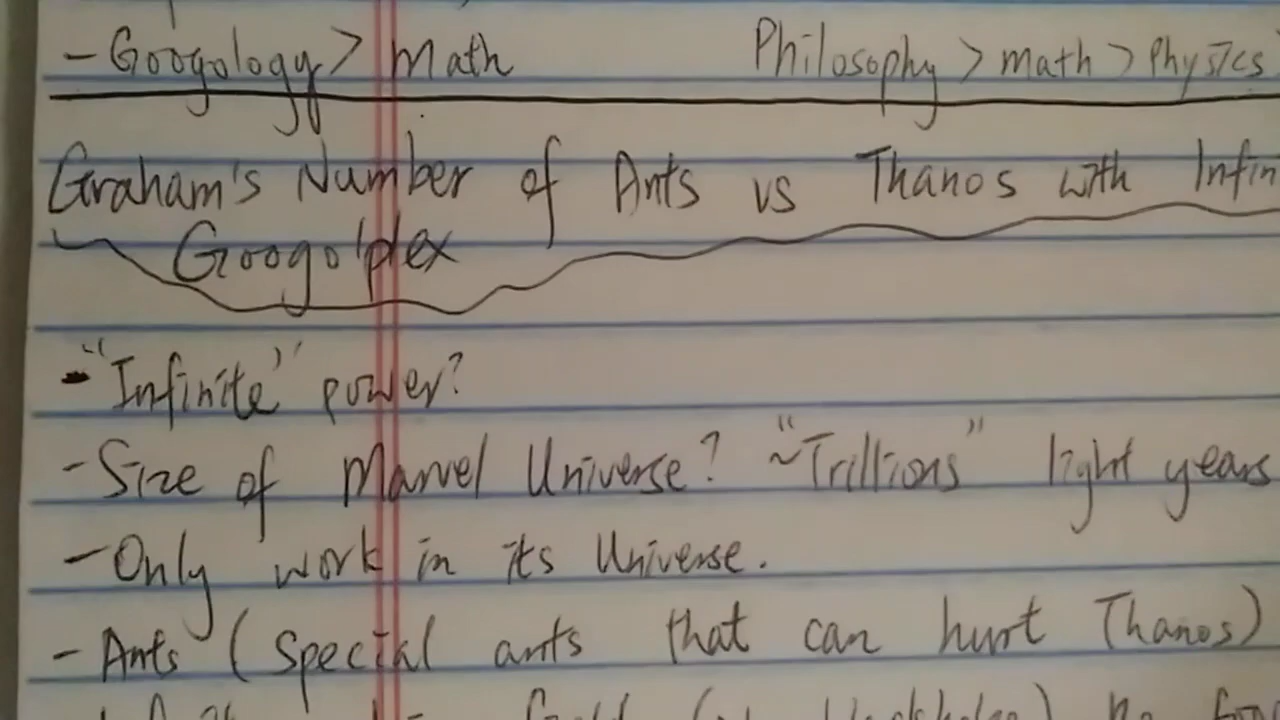 - Googology > Math Philosophy > math > Physics
Graham's Number of Ants vs Thanos with Infin
Googolplex
- "Infinite" power?
- Size of Marvel Universe? ~"Trillions" light years
- Only work in its Universe.
- Ants (Special ants that can hurt Thanos)